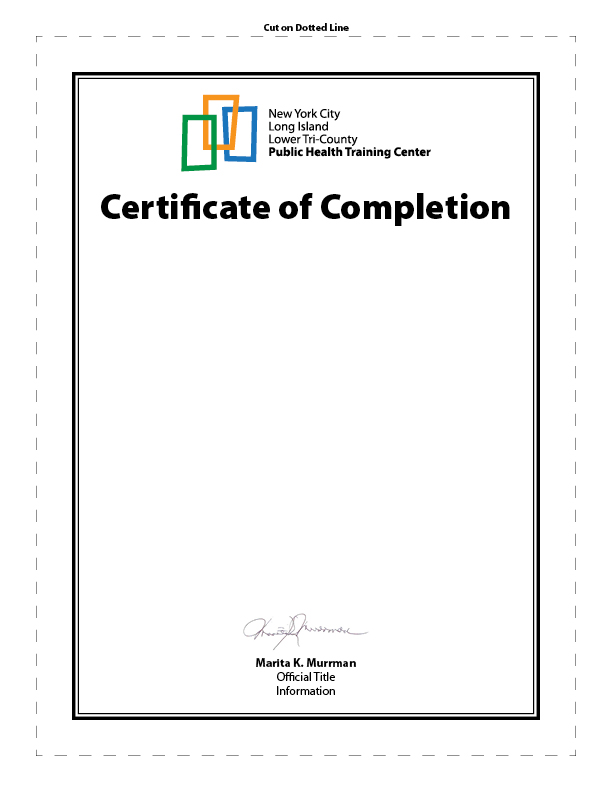 Cut on Dotted Line
New York City
Long Island
Lower Tri-County
Public Health Training Center
Certificate of Completion
Marita K. Murrman
Official Title
Information